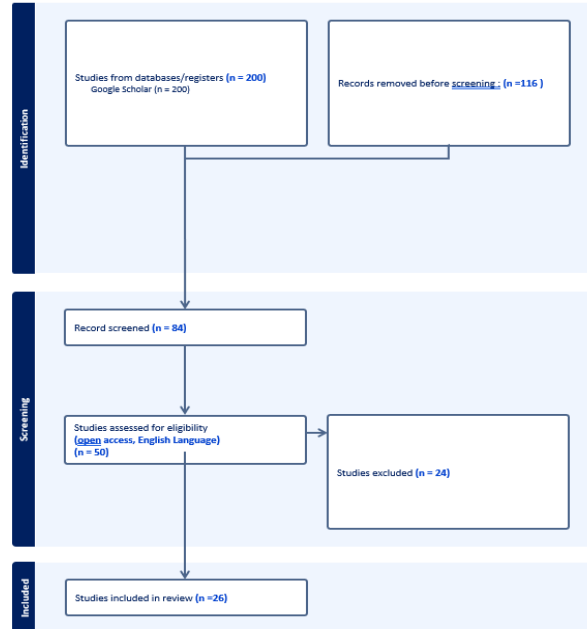 Identification
Studies from databases/registers (n = 200)
Google Scholar (n = 200)
Records removed before screening : (n =116 )
Screening
Record screened (n = 84)
Studies assessed for eligibility
(open access, English Language)
(n = 50)
Studies excluded (n = 24)
Included
Studies included in review (n =26)